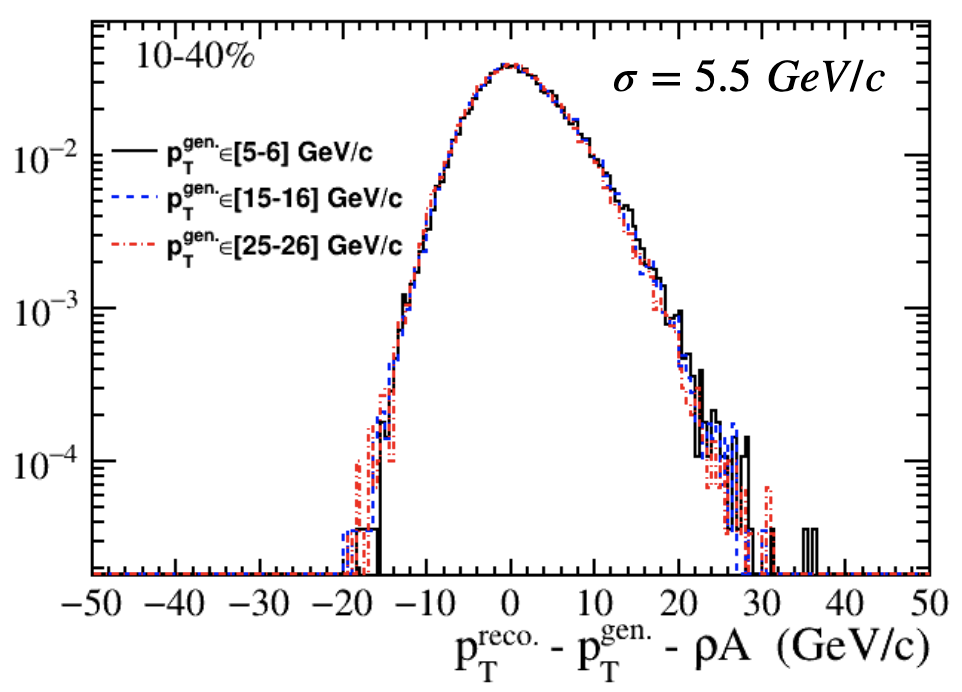 10-40%
σ = 5.5 GeV/c
p_T^gen.∈[5-6] GeV/c
p_T^gen.∈[15-16] GeV/c
p_T^gen.∈[25-26] GeV/c
10^−2
10^−3
10^−4
−50 −40 −30 −20 −10 0 10 20 30 40 50
p_T^reco. - p_T^gen. - ρA (GeV/c)